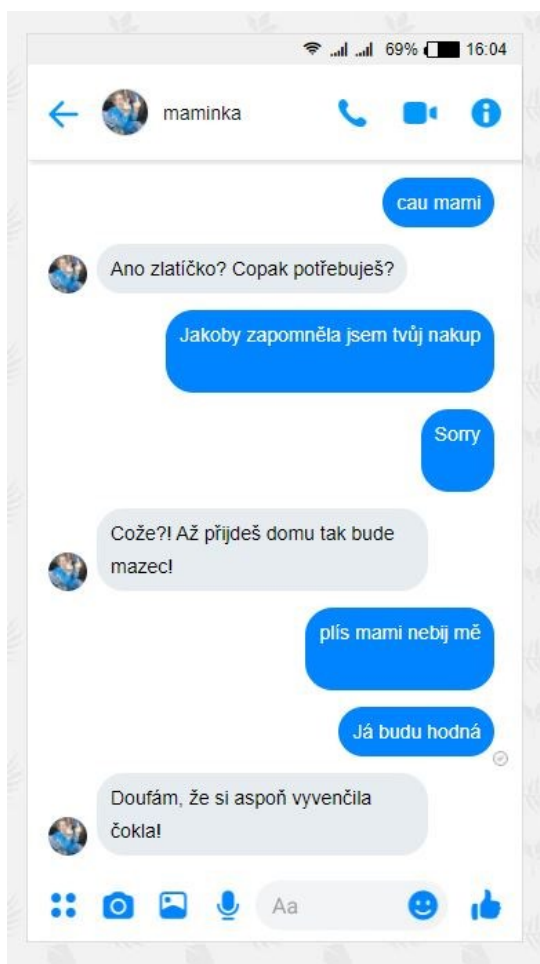 69% 16:04
maminka
cau mami
Ano zlatíčko? Copak potřebuješ?
Jakoby zapomněla jsem tvůj nakup
Sorry
Cože?! Až přijdeš domu tak bude
mazec!
plís mami nebij mě
Já budu hodná
Doufám, že si aspoň vyvenčila
čokla!
Aa